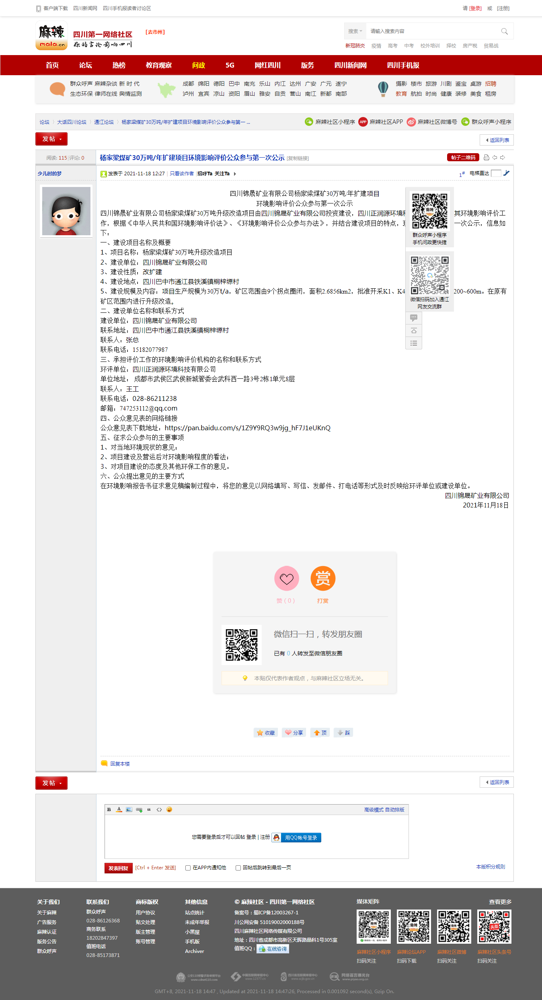 客户端下载 四川新闻网 四川手机报读者讨论区 请 [登录] 或 [注册]
麻辣 mala.cn 四川第一网络社区 你的言论影响四川 [去市州]
搜索 请输入搜索内容
新冠肺炎 疫情 高考 中考 校外培训 择校 房产税 贸易战
首页 论坛 热榜 教育观察 问政 5G 网红四川 版务 四川新闻网 四川手机报
群众呼声 麻辣杂谈 新 时 代 成都 绵阳 德阳 巴中 南充 乐山 内江 达州 广安 广元 遂宁 摄影 楼市 旅游 川剧 鉴宝 桌游 招聘
生态环保 律师在线 舆情监测 泸州 宜宾 凉山 资阳 眉山 雅安 自贡 营山 南江 新都 南部 教育 航拍 时尚 健康 装修 美食 租房
论坛 大话四川论坛 通江论坛 杨家梁煤矿30万吨/年扩建项目环境影响评价公众参与第一 ... 麻辣社区小程序 APP 麻辣社区APP 麻辣社区微博号 群众呼声小程序
发帖 返回列表
阅读: 115|评论: 0 杨家梁煤矿30万吨/年扩建项目环境影响评价公众参与第一次公示 [复制链接] 帖子二维码
少儿时的梦 发表于 2021-11-18 12:27 | 只看该作者 |招呼Ta 关注Ta 1# 电梯直达
四川锦晟矿业有限公司杨家梁煤矿30万吨/年扩建项目
环境影响评价公众参与第一次公示
四川锦晟矿业有限公司杨家梁煤矿30万吨升级改造项目由四川锦晟矿业有限公司投资建设，四川正润源环境 其环境影响评价工
作，根据《中华人民共和国环境影响评价法》、《环境影响评价公众参与办法》，并结合建设项目的特点， 一次公示，信息如
下：
群众呼声小程序
手机问政更快捷
微信扫码加入通江
网友交流群
一、建设项目名称及概要
1、项目名称：杨家梁煤矿30万吨升级改造项目
2、建设单位：四川锦晟矿业有限公司
3、建设性质：改扩建
4、建设地点：四川巴中市通江县铁溪镇桐梓塬村
5、建设规模及内容：项目生产规模为30万t/a，矿区范围由9个拐点圈闭，面积2.6856km2，批准开采K1、K4 200~600m。在原有
矿区范围内进行升级改造。
二、建设单位名称和联系方式
建设单位：四川锦晟矿业有限公司
联系地址：四川巴中市通江县铁溪镇桐梓塬村
联系人：张总
联系电话：15182077987
三、承担评价工作的环境影响评价机构的名称和联系方式
环评单位：四川正润源环境科技有限公司
单位地址： 成都市武侯区武侯新城管委会武科西一路3号2栋1单元8层
联系人：王工
联系电话：028-86211238
邮箱：747253112@qq.com
四、公众意见表的网络链接
公众意见表下载地址：https://pan.baidu.com/s/1Z9Y9RQ3w9jg_hF7J1eUKnQ
五、征求公众参与的主要事项
1、对当地环境现状的意见；
2、项目建设及营运后对环境影响程度的看法；
3、对项目建设的态度及其他环保工作的意见。
六、公众提出意见的主要方式
在环境影响报告书征求意见稿编制过程中，将您的意见以网络填写、写信、发邮件、打电话等形式及时反映给环评单位或建设单位。
四川锦晟矿业有限公司
2021年11月18日
赏
赞 ( 0 ) 打赏
微信扫一扫，转发朋友圈
已有 0 人转发至微信朋友圈
本贴仅代表作者观点，与麻辣社区立场无关。
收藏 分享 顶 踩
回复本楼
发帖 返回列表
B A “ <> 高级模式 自动排版
您需要登录后才可以回帖 登录 | 注册 用QQ帐号登录
发表回复 [Ctrl + Enter 发送] 在APP内通知他 回帖后跳转到最后一页 本版积分规则
关于我们 联系我们 商标版权 其他信息 © 麻辣社区 - 四川第一网络社区 媒体矩阵 查看更多
关于麻辣 群众呼声 用户协议 站点统计 备案号：蜀ICP备12003267-1
广告服务 028-86126368 贴文处理 未成年举报 川公网安备 51019002000188号
麻辣认证 商务联系 版主管理 小黑屋 四川麻辣社区网络传媒有限公司
版务公告 18202847397 账号管理 手机版 地址：四川省成都市高新区天晖路晶科1号305室
群众呼声 值班电话 Archiver 值班QQ： 在线咨询
028-85173871
麻辣社区小程序 麻辣论坛APP 麻辣社区微博 麻辣社区头条号
扫码关注 扫码下载 扫码关注 扫码关注
公安110报警求助举报平台 www.cdnet110.com 中国互联网举报中心 www.12377.cn 四川省互联网举报中心 www.scjb.gov.cn 网络谣言曝光台 www.piyao.org.cn
GMT+8, 2021-11-18 14:47 , Updated at 2021-11-18 14:47:26, Processed in 0.001092 second(s), Gzip On.